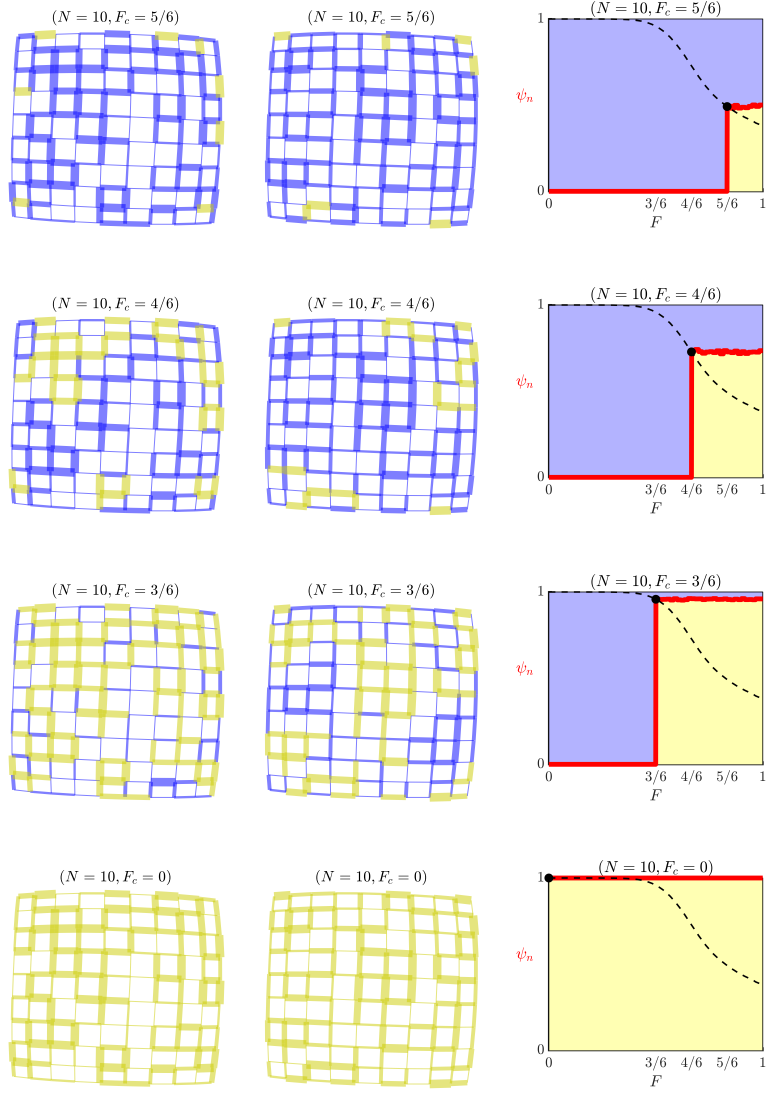 (N = 10, F_c = 5/6)
(N = 10, F_c = 5/6)
(N = 10, F_c = 5/6)
1
ψ_n
0
0 3/6 4/6 5/6 1
F
(N = 10, F_c = 4/6)
(N = 10, F_c = 4/6)
(N = 10, F_c = 4/6)
1
ψ_n
0
0 3/6 4/6 5/6 1
F
(N = 10, F_c = 3/6)
(N = 10, F_c = 3/6)
(N = 10, F_c = 3/6)
1
ψ_n
0
0 3/6 4/6 5/6 1
F
(N = 10, F_c = 0)
(N = 10, F_c = 0)
(N = 10, F_c = 0)
1
ψ_n
0
0 3/6 4/6 5/6 1
F